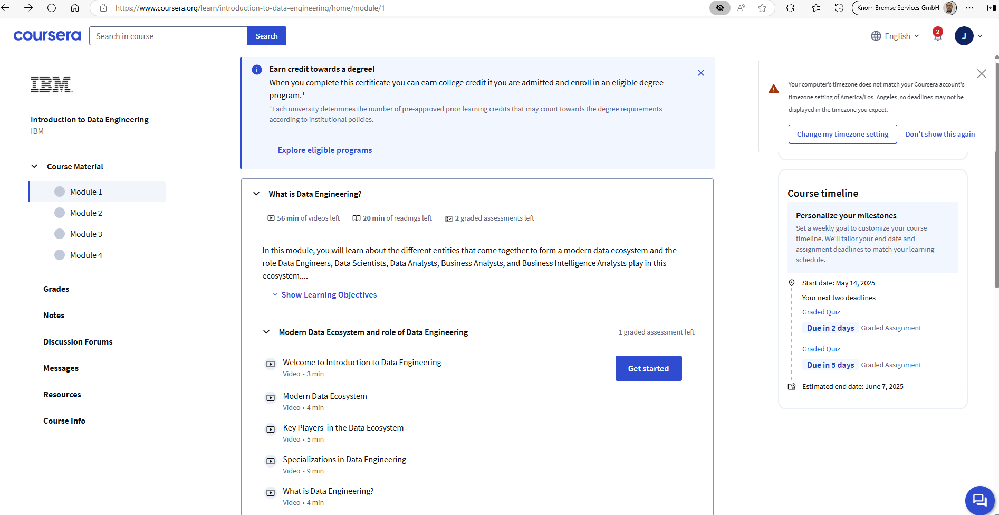 https://www.coursera.org/learn/introduction-to-data-engineering/home/module/1
Knorr-Bremse Services GmbH
coursera
Search in course
Search
English
2
J
IBM
Introduction to Data Engineering
IBM
Course Material
Module 1
Module 2
Module 3
Module 4
Grades
Notes
Discussion Forums
Messages
Resources
Course Info
Earn credit towards a degree!
When you complete this certificate you can earn college credit if you are admitted and enroll in an eligible degree
program.¹
¹Each university determines the number of pre-approved prior learning credits that may count towards the degree requirements
according to institutional policies.
Explore eligible programs
What is Data Engineering?
56 min of videos left
20 min of readings left
2 graded assessments left
In this module, you will learn about the different entities that come together to form a modern data ecosystem and the
role Data Engineers, Data Scientists, Data Analysts, Business Analysts, and Business Intelligence Analysts play in this
ecosystem....
Show Learning Objectives
Modern Data Ecosystem and role of Data Engineering
1 graded assessment left
Welcome to Introduction to Data Engineering
Video • 3 min
Get started
Modern Data Ecosystem
Video • 4 min
Key Players in the Data Ecosystem
Video • 5 min
Specializations in Data Engineering
Video • 9 min
What is Data Engineering?
Video • 4 min
Your computer's timezone does not match your Coursera account's
timezone setting of America/Los_Angeles, so deadlines may not be
displayed in the timezone you expect.
Change my timezone setting
Don't show this again
Course timeline
Personalize your milestones
Set a weekly goal to customize your course
timeline. We'll tailor your end date and
assignment deadlines to match your learning
schedule.
Start date: May 14, 2025
Your next two deadlines
Graded Quiz
Due in 2 days Graded Assignment
Graded Quiz
Due in 5 days Graded Assignment
Estimated end date: June 7, 2025